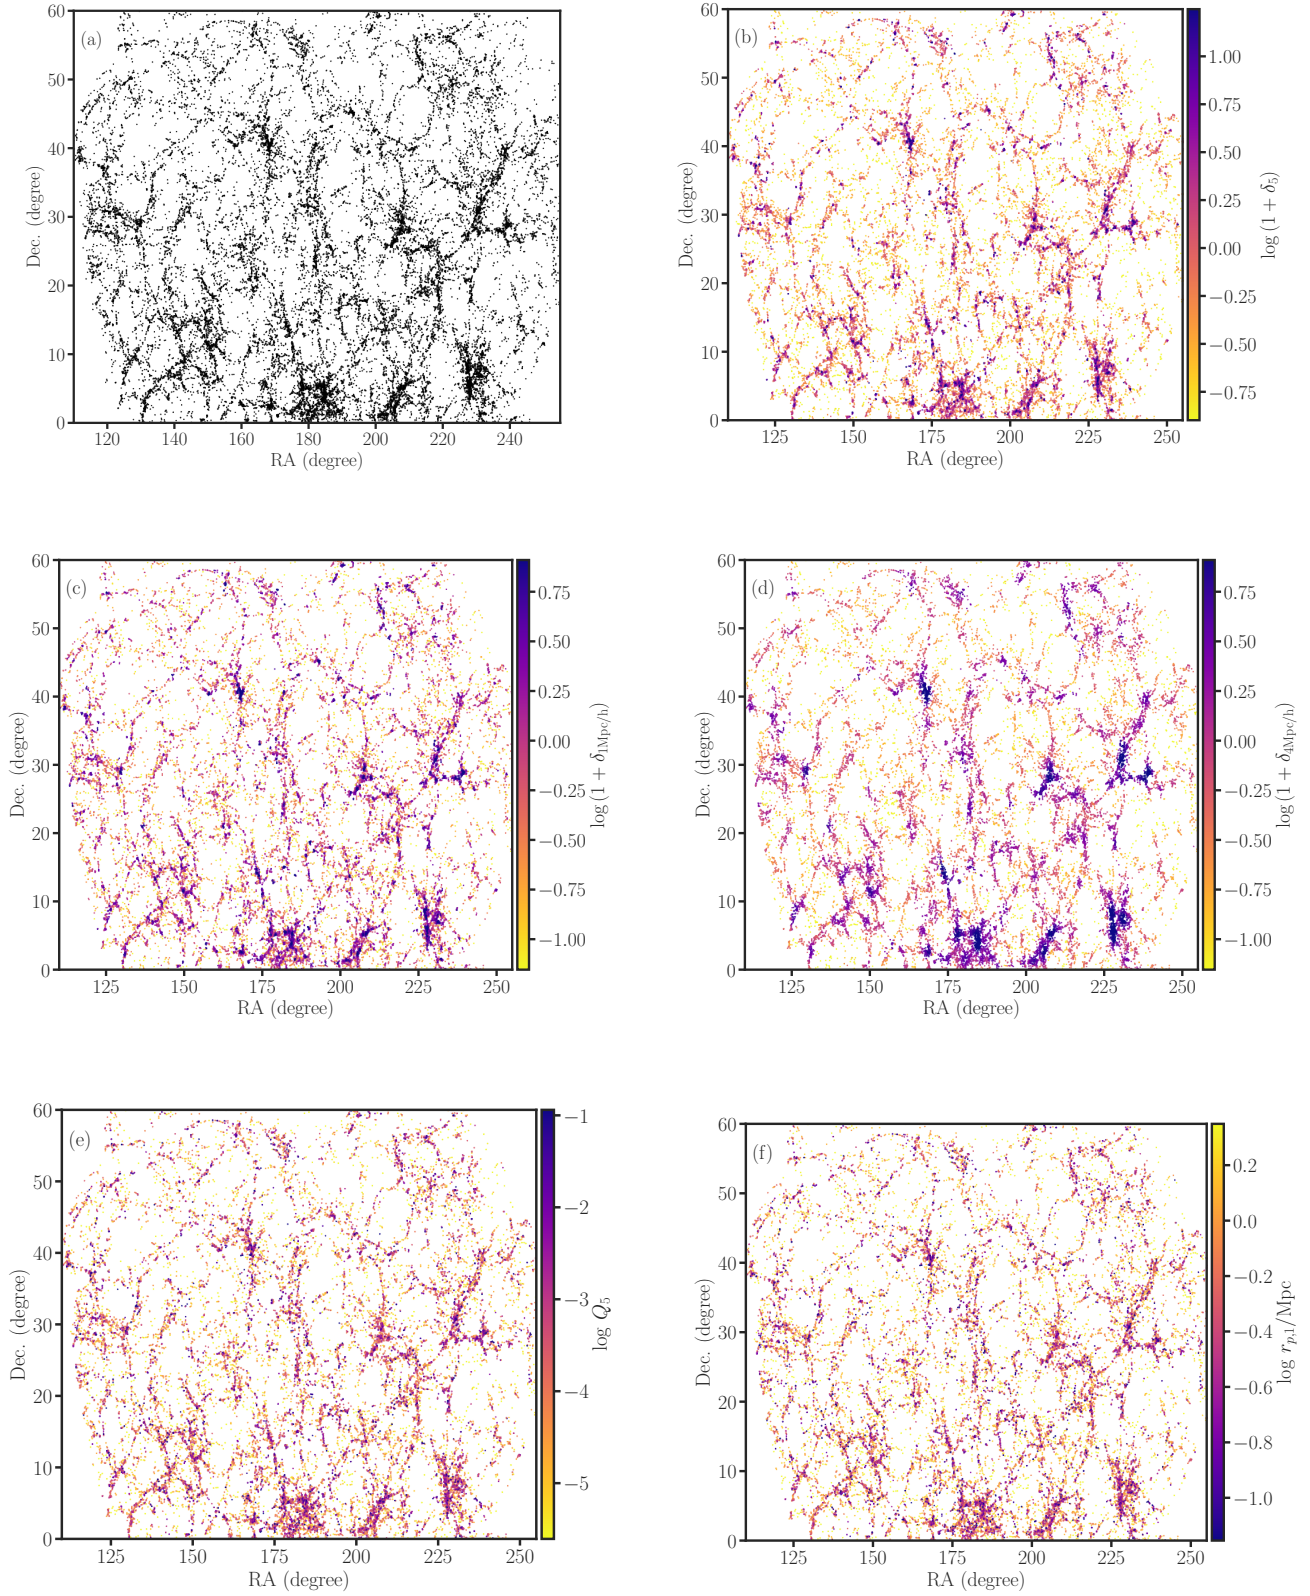 (a)
60
50
40
30
20
10
0
Dec. (degree)
120 140 160 180 200 220 240
RA (degree)
(b)
60
50
40
30
20
10
0
Dec. (degree)
125 150 175 200 225 250
RA (degree)
1.00
0.75
0.50
0.25
0.00
−0.25
−0.50
−0.75
log (1 + δ5)
(c)
60
50
40
30
20
10
0
Dec. (degree)
125 150 175 200 225 250
RA (degree)
0.75
0.50
0.25
0.00
−0.25
−0.50
−0.75
−1.00
log (1 + δ1Mpc/h)
(d)
60
50
40
30
20
10
0
Dec. (degree)
125 150 175 200 225 250
RA (degree)
0.75
0.50
0.25
0.00
−0.25
−0.50
−0.75
−1.00
log (1 + δ4Mpc/h)
(e)
60
50
40
30
20
10
0
Dec. (degree)
125 150 175 200 225 250
RA (degree)
−1
−2
−3
−4
−5
log Q5
(f)
60
50
40
30
20
10
0
Dec. (degree)
125 150 175 200 225 250
RA (degree)
0.2
0.0
−0.2
−0.4
−0.6
−0.8
−1.0
log rp,1/Mpc